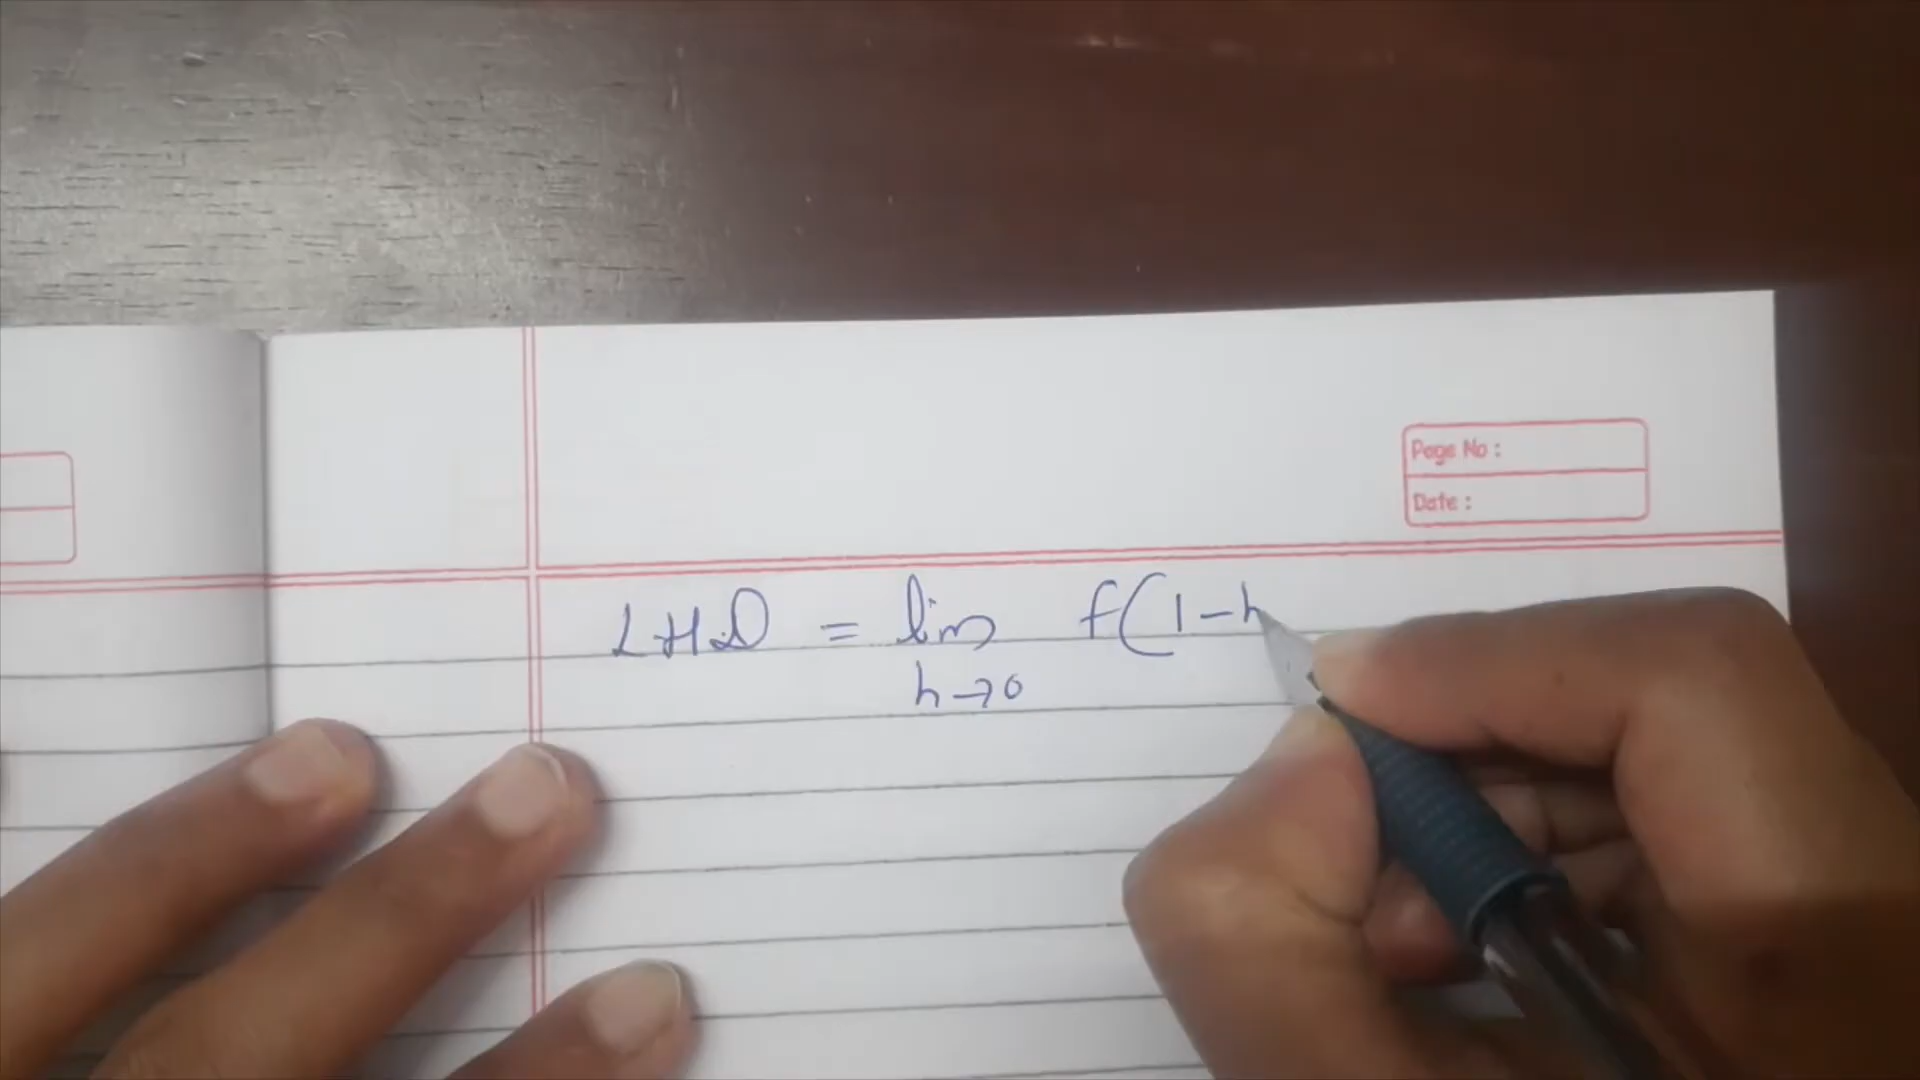 Page No :
Date :
LHD = lim f(1-h
h→0